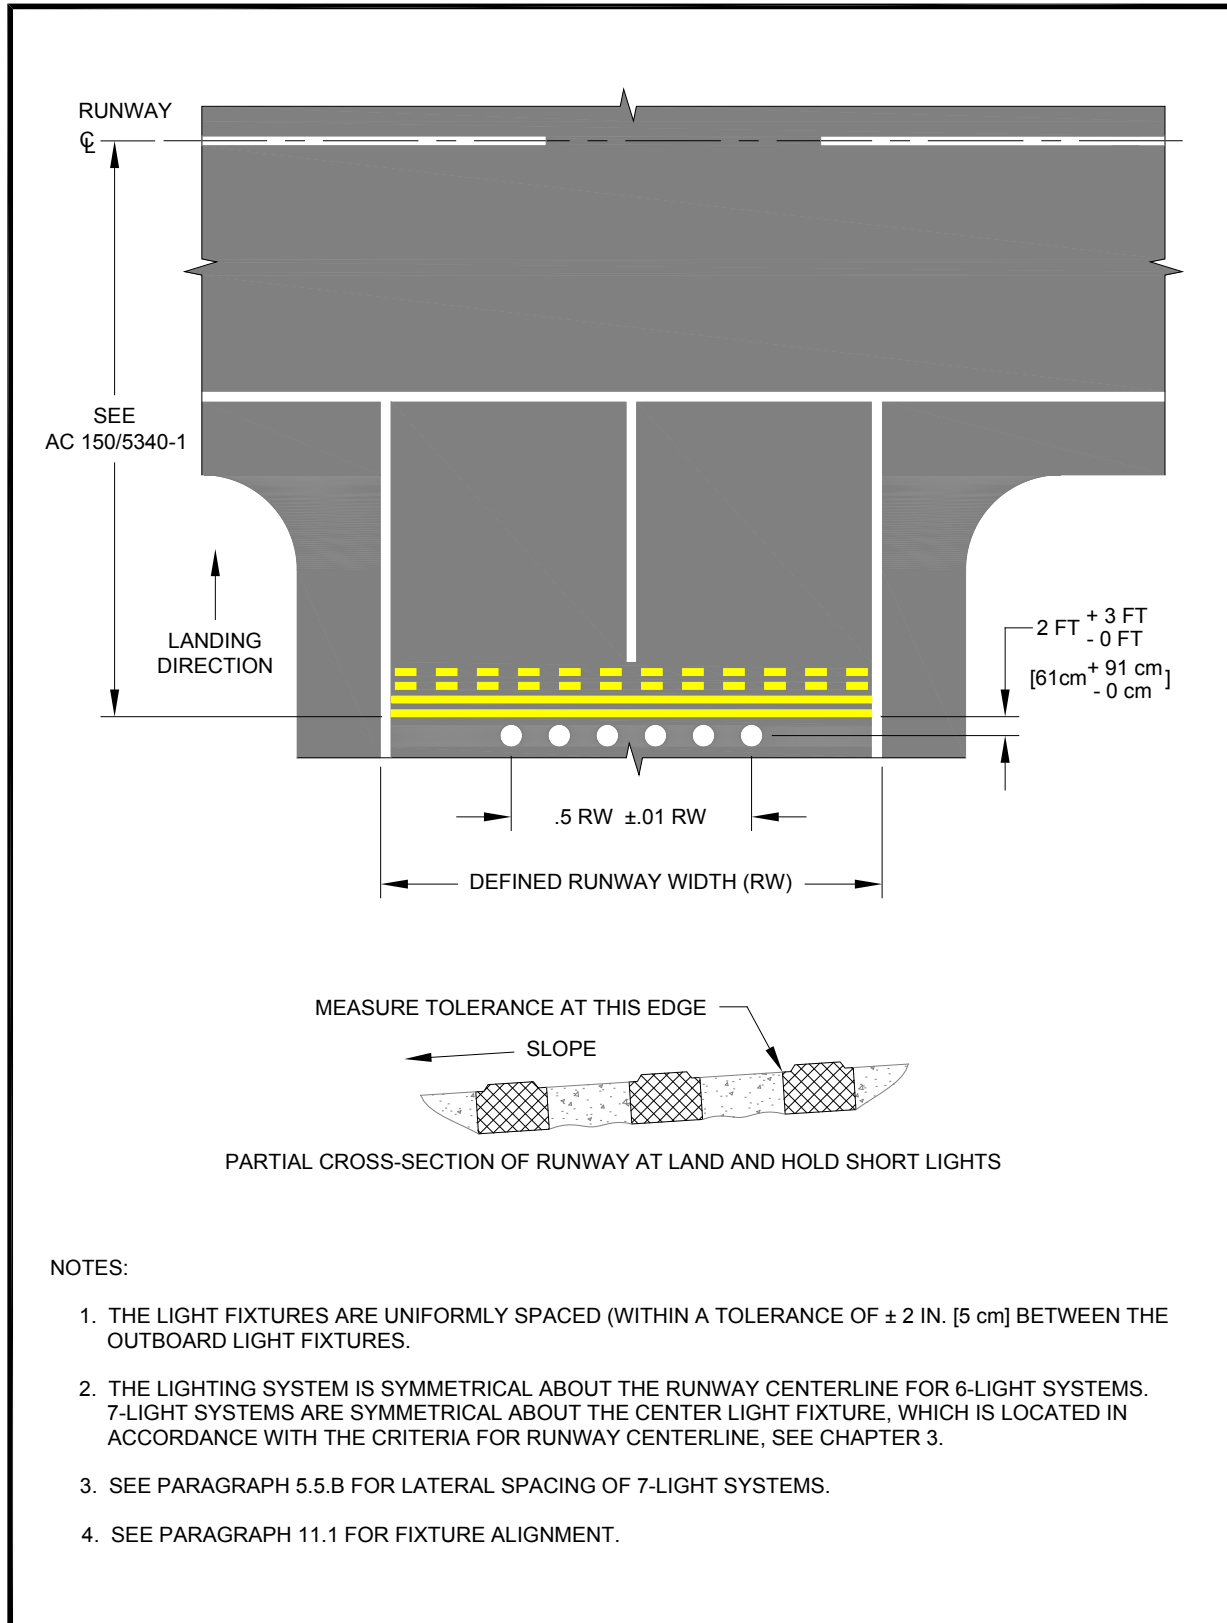 RUNWAY
℄
SEE
AC 150/5340-1
LANDING
DIRECTION
2 FT + 3 FT
- 0 FT
[61cm + 91 cm
- 0 cm ]
.5 RW ±.01 RW
DEFINED RUNWAY WIDTH (RW)
MEASURE TOLERANCE AT THIS EDGE
SLOPE
PARTIAL CROSS-SECTION OF RUNWAY AT LAND AND HOLD SHORT LIGHTS
NOTES:
1. THE LIGHT FIXTURES ARE UNIFORMLY SPACED (WITHIN A TOLERANCE OF ± 2 IN. [5 cm] BETWEEN THE
OUTBOARD LIGHT FIXTURES.
2. THE LIGHTING SYSTEM IS SYMMETRICAL ABOUT THE RUNWAY CENTERLINE FOR 6-LIGHT SYSTEMS.
7-LIGHT SYSTEMS ARE SYMMETRICAL ABOUT THE CENTER LIGHT FIXTURE, WHICH IS LOCATED IN
ACCORDANCE WITH THE CRITERIA FOR RUNWAY CENTERLINE, SEE CHAPTER 3.
3. SEE PARAGRAPH 5.5.B FOR LATERAL SPACING OF 7-LIGHT SYSTEMS.
4. SEE PARAGRAPH 11.1 FOR FIXTURE ALIGNMENT.